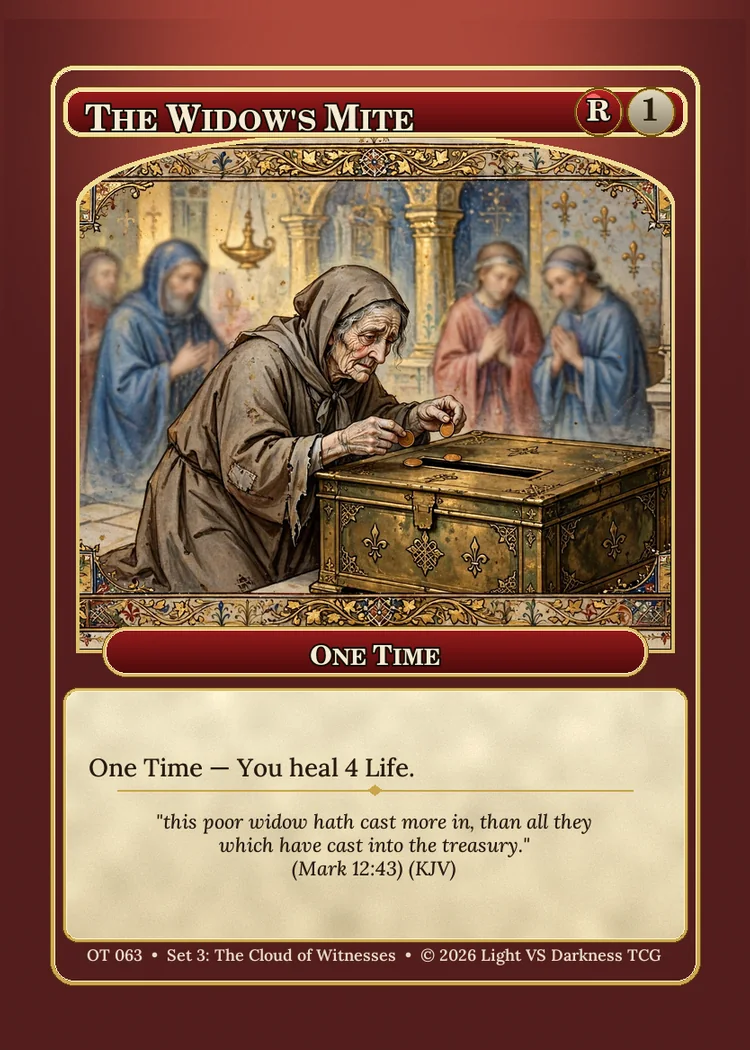 The Widow's Mite R 1
One Time
One Time — You heal 4 Life.
"this poor widow hath cast more in, than all they
which have cast into the treasury."
(Mark 12:43) (KJV)
OT 063 • Set 3: The Cloud of Witnesses • © 2026 Light VS Darkness TCG